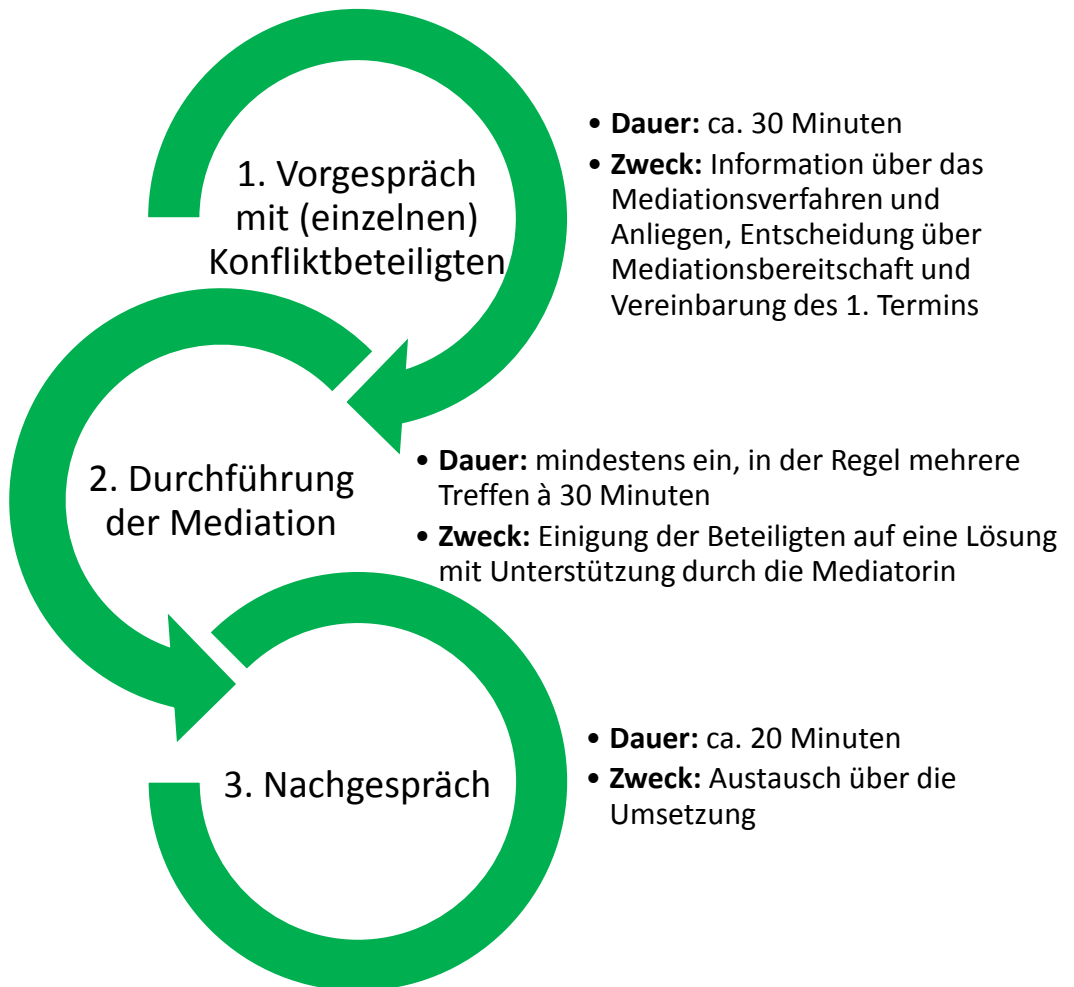 1. Vorgespräch
mit (einzelnen)
Konfliktbeteiligten
• Dauer: ca. 30 Minuten
• Zweck: Information über das
Mediationsverfahren und
Anliegen, Entscheidung über
Mediationsbereitschaft und
Vereinbarung des 1. Termins
2. Durchführung
der Mediation
• Dauer: mindestens ein, in der Regel mehrere
Treffen à 30 Minuten
• Zweck: Einigung der Beteiligten auf eine Lösung
mit Unterstützung durch die Mediatorin
3. Nachgespräch
• Dauer: ca. 20 Minuten
• Zweck: Austausch über die
Umsetzung